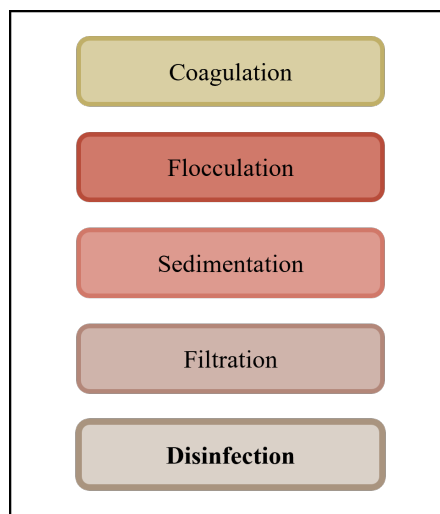 Coagulation
Flocculation
Sedimentation
Filtration
Disinfection